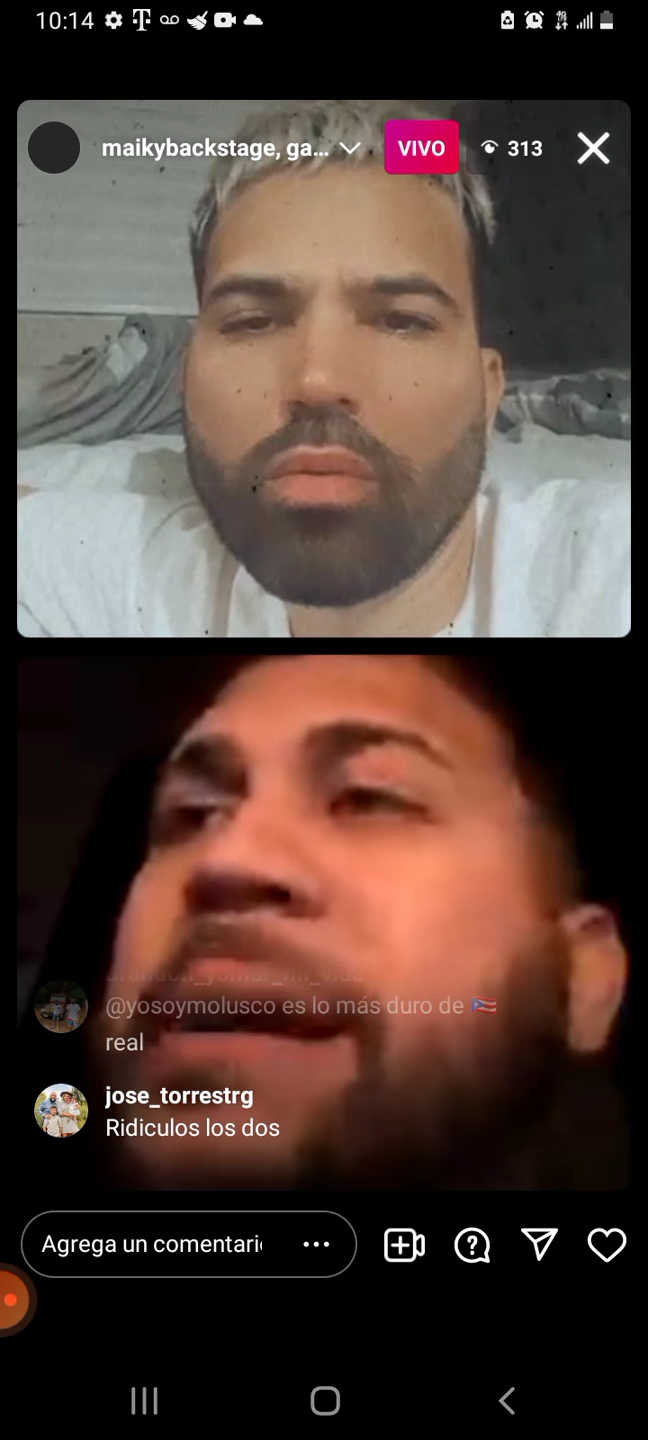 10:14
maikybackstage, ga...
VIVO
313
@yosoymolusco es lo más duro de 🇵🇷
real
jose_torrestrg
Ridiculos los dos
Agrega un comentari